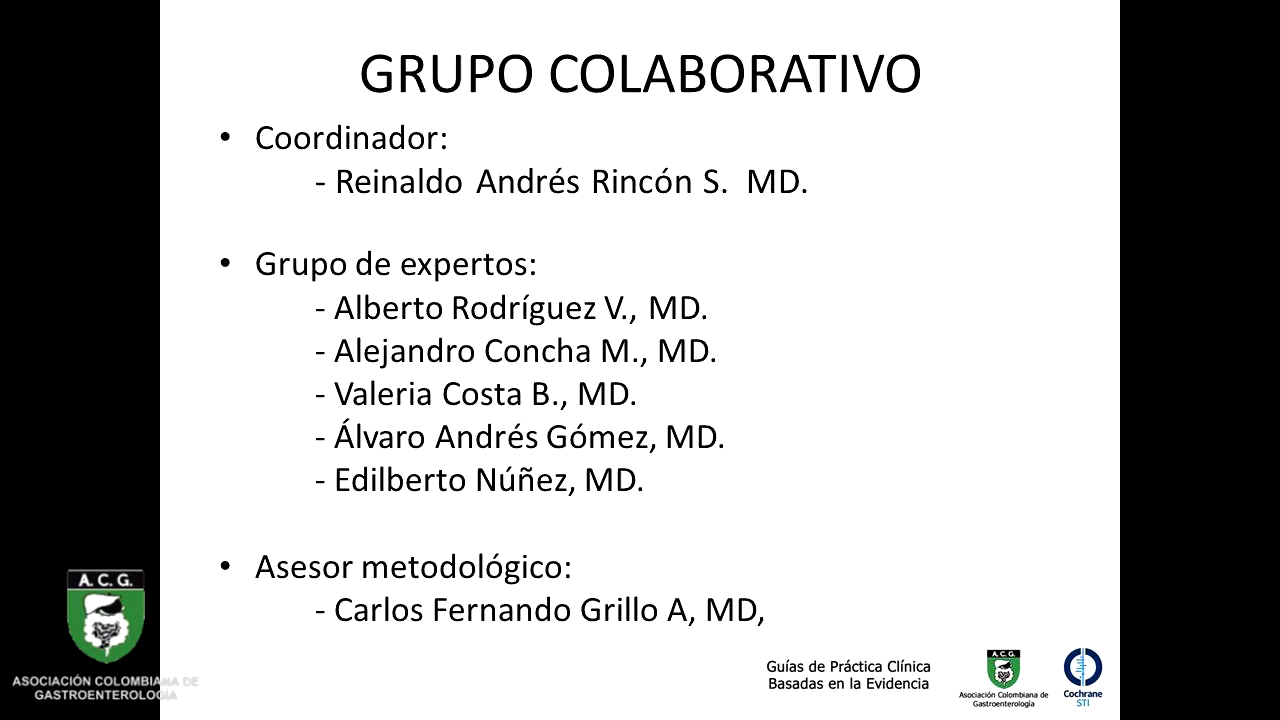 GRUPO COLABORATIVO
• Coordinador:
- Reinaldo Andrés Rincón S. MD.
• Grupo de expertos:
- Alberto Rodríguez V., MD.
- Alejandro Concha M., MD.
- Valeria Costa B., MD.
- Álvaro Andrés Gómez, MD.
- Edilberto Núñez, MD.
• Asesor metodológico:
- Carlos Fernando Grillo A, MD,
A. C. G.
ASOCIACIÓN COLOMBIANA DE
GASTROENTEROLOGÍA
Guías de Práctica Clínica
Basadas en la Evidencia
A. C. G.
Asociación Colombiana de
Gastroenterología
Cochrane
STI